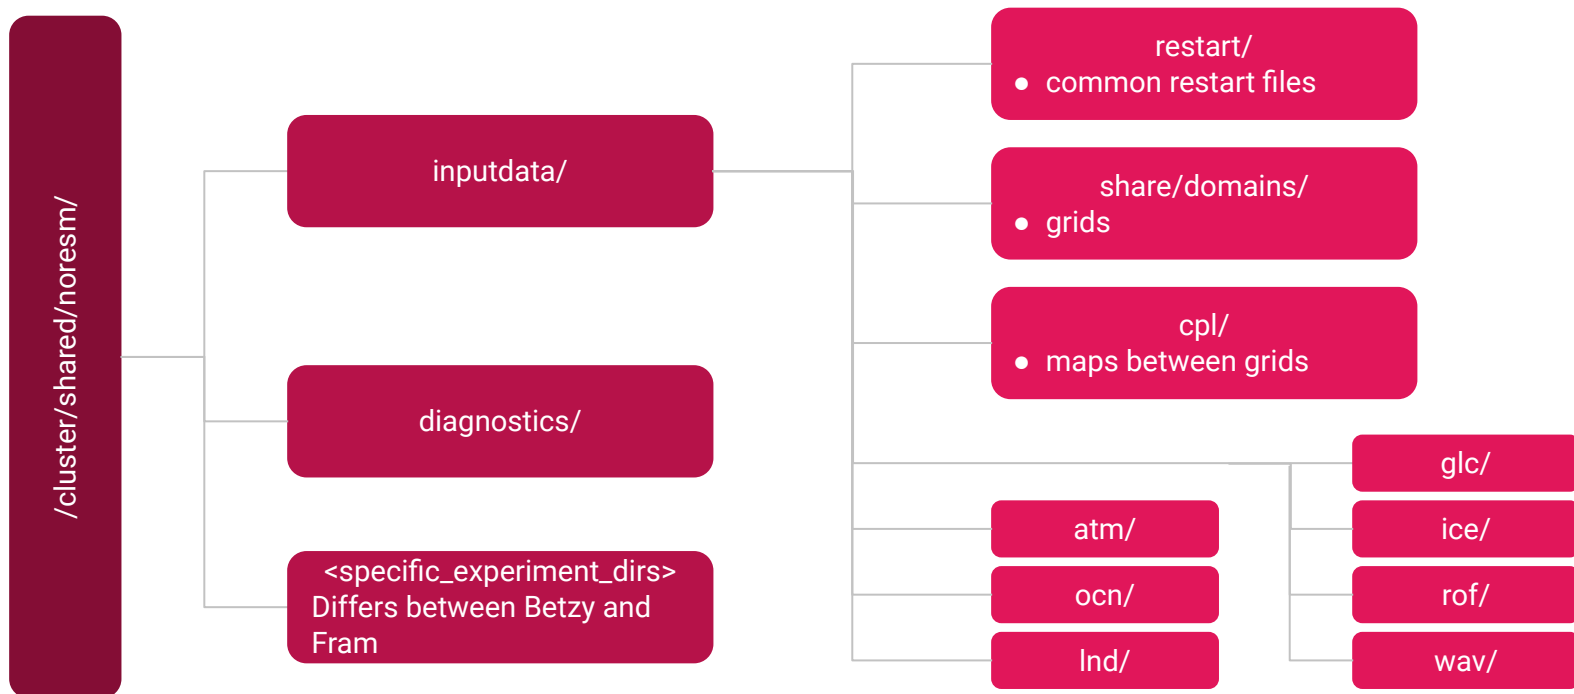 /cluster/shared/noresm/
inputdata/
diagnostics/
<specific_experiment_dirs>
Differs between Betzy and
Fram
restart/
● common restart files
share/domains/
● grids
cpl/
● maps between grids
atm/
ocn/
lnd/
glc/
ice/
rof/
wav/